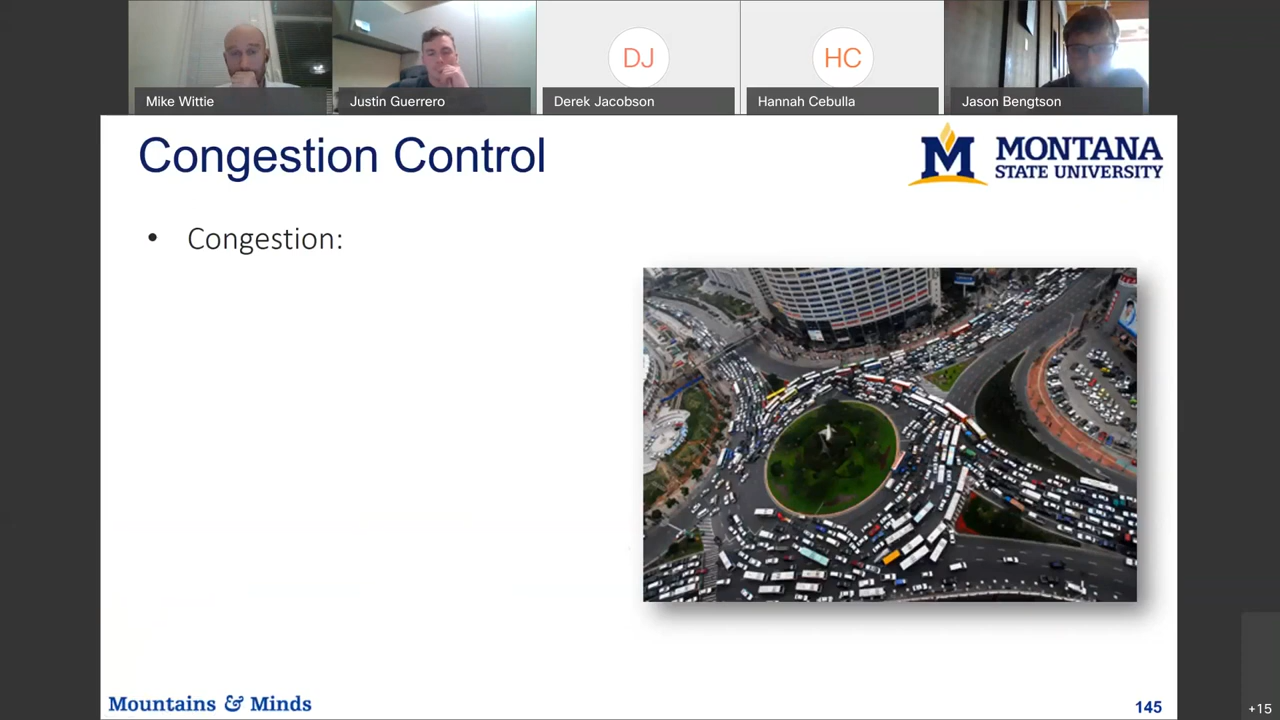 DJ
HC
Mike Wittie
Justin Guerrero
Derek Jacobson
Hannah Cebulla
Jason Bengtson
Congestion Control
M MONTANA
STATE UNIVERSITY
• Congestion:
Mountains & Minds
145
+15